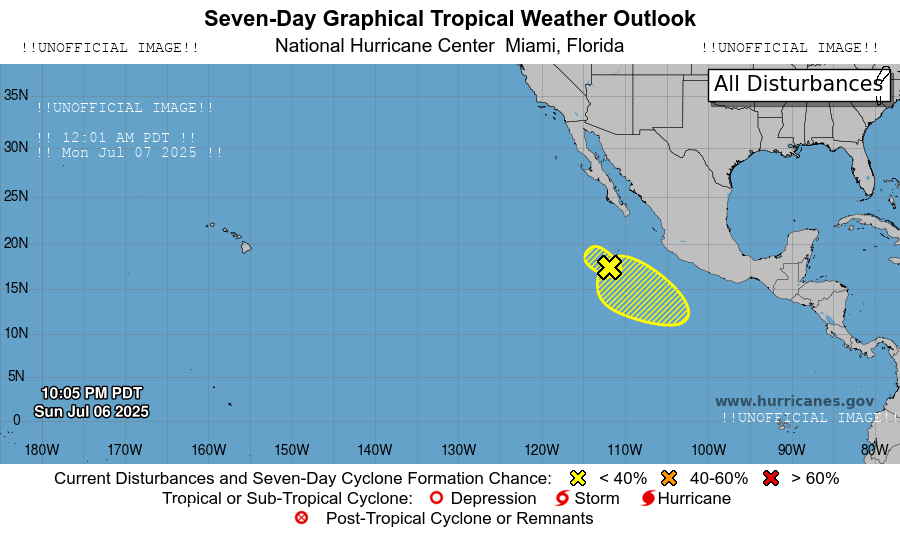 Seven-Day Graphical Tropical Weather Outlook
!!UNOFFICIAL IMAGE!!
National Hurricane Center  Miami, Florida
!!UNOFFICIAL IMAGE!!
All Disturbances
35N
!!UNOFFICIAL IMAGE!!
!! 12:01 AM PDT !!
30N
!! Mon Jul 07 2025 !!
25N
20N
15N
10N
5N
10:05 PM PDT
Sun Jul 06 2025
www.hurricanes.gov
0
!!UNOFFICIAL IMAGE!!
180W 170W 160W 150W 140W 130W 120W 110W 100W 90W 80W
Current Disturbances and Seven-Day Cyclone Formation Chance: < 40% 40-60% > 60%
Tropical or Sub-Tropical Cyclone: Depression Storm Hurricane
Post-Tropical Cyclone or Remnants